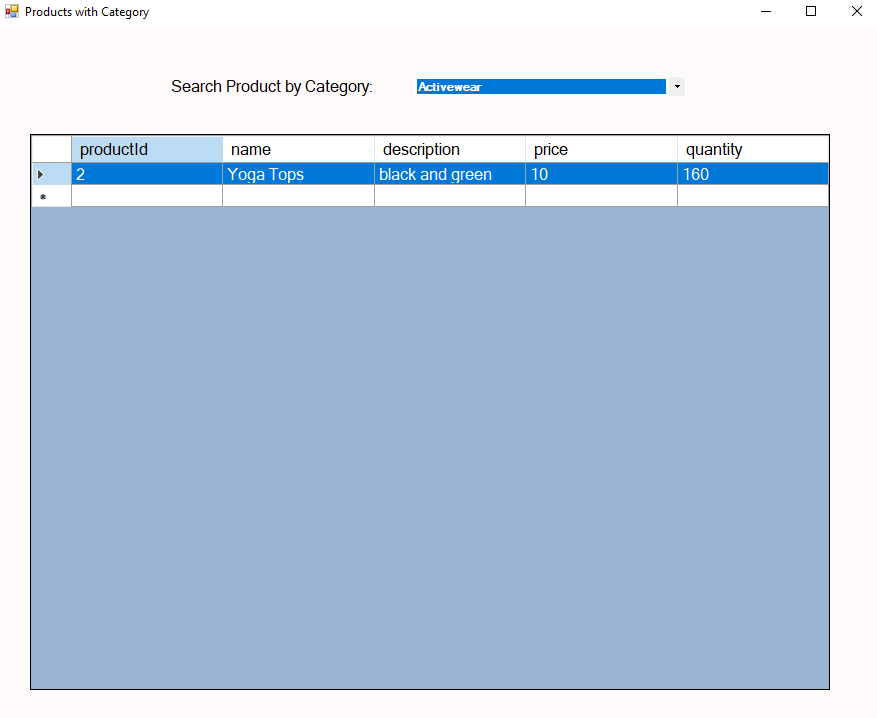 Products with Category
Search Product by Category: Activewear
productId name description price quantity
2 Yoga Tops black and green 10 160